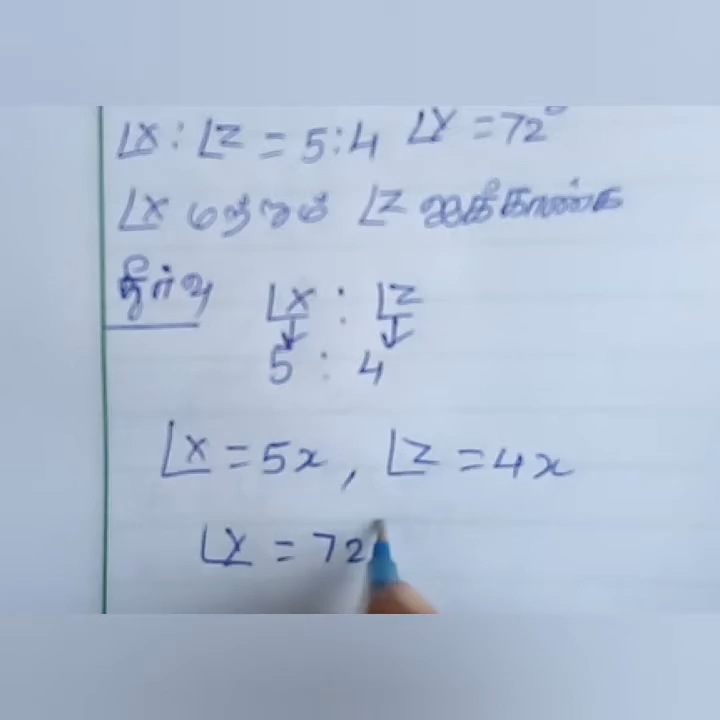 ∠X : ∠Z = 5:4 ∠Y = 72°
∠X மற்றும் ∠Z ஐக் காண்க
தீர்வு
∠X : ∠Z
↓ ↓
5 : 4
∠X = 5x, ∠Z = 4x
∠Y = 72